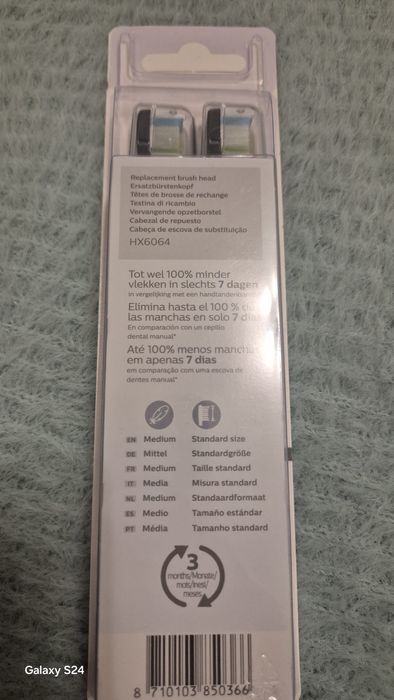 Replacement brush head
Ersatzbürstenkopf
Têtes de brosse de rechange
Testina di ricambio
Vervangende opzetborstel
Cabezal de repuesto
Cabeça de escova de substituição
HX6064
Tot wel 100% minder
vlekken in slechts 7 dagen
in vergelijking met een
Elimina hasta el 100 % de
las manchas en solo 7 días
En comparación con un cepillo
dental manual*
Até 100% menos manchas
em apenas 7 dias
em comparação com uma escova de
dentes manual*
EN Medium Standard size
DE Mittel Standardgröße
FR Medium Taille standard
IT Media Misura standard
NL Medium Standaardformaat
ES Medio Tamaño estándar
PT Média Tamanho standard
3
months/Monate/
mois/mesi/
meses
8 710103 850366
Galaxy S24